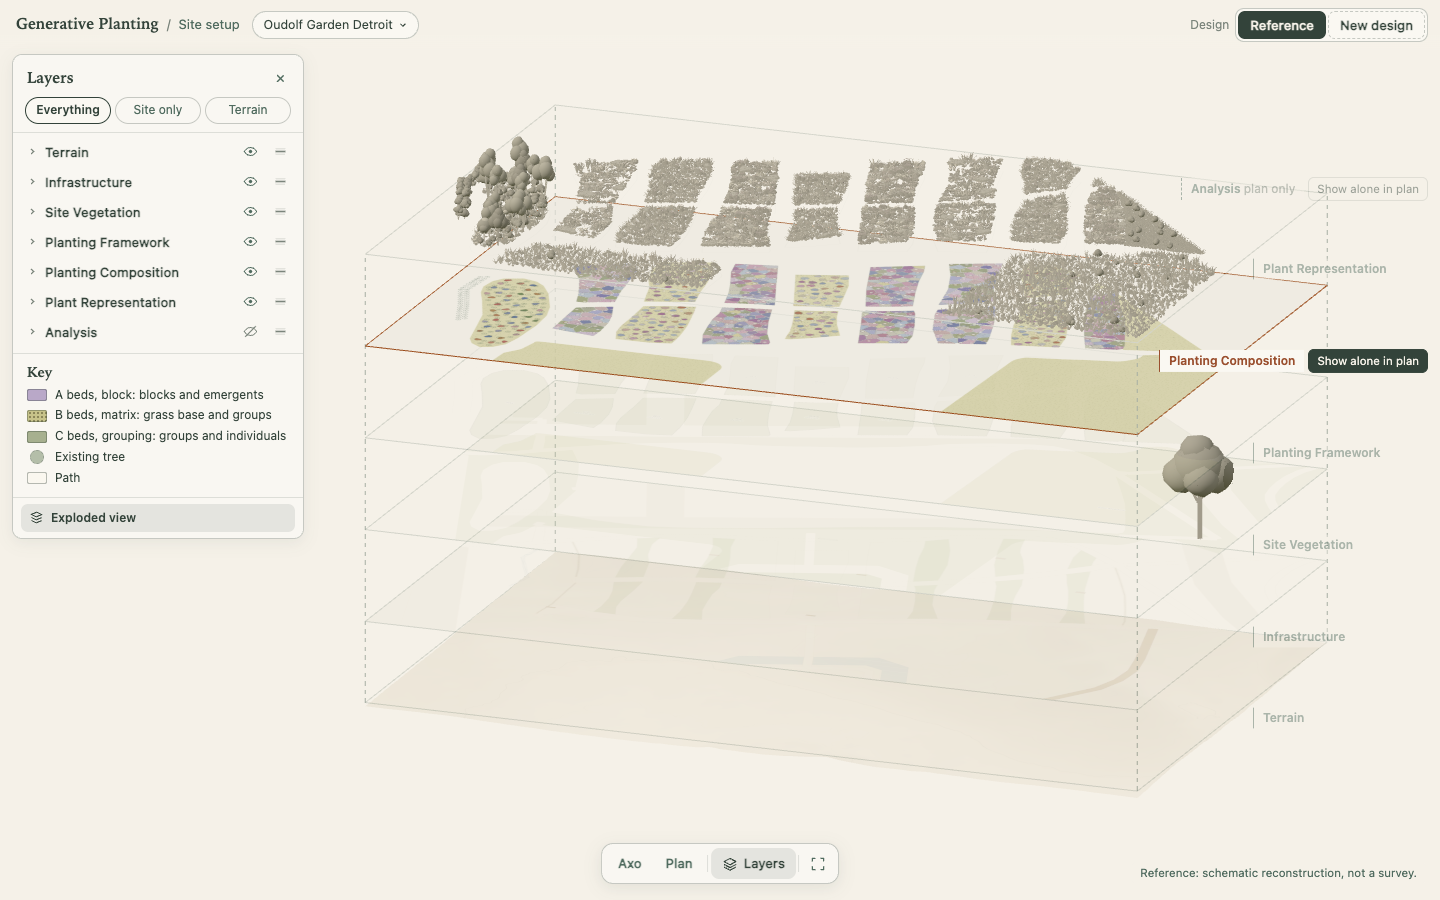 Generative Planting / Site setup Oudolf Garden Detroit
Design Reference New design
Layers
Everything Site only Terrain
Terrain
Infrastructure
Site Vegetation
Planting Framework
Planting Composition
Plant Representation
Analysis
Key
A beds, block: blocks and emergents
B beds, matrix: grass base and groups
C beds, grouping: groups and individuals
Existing tree
Path
Exploded view
Analysis plan only Show alone in plan
Plant Representation
Planting Composition Show alone in plan
Planting Framework
Site Vegetation
Infrastructure
Terrain
Axo Plan Layers
Reference: schematic reconstruction, not a survey.